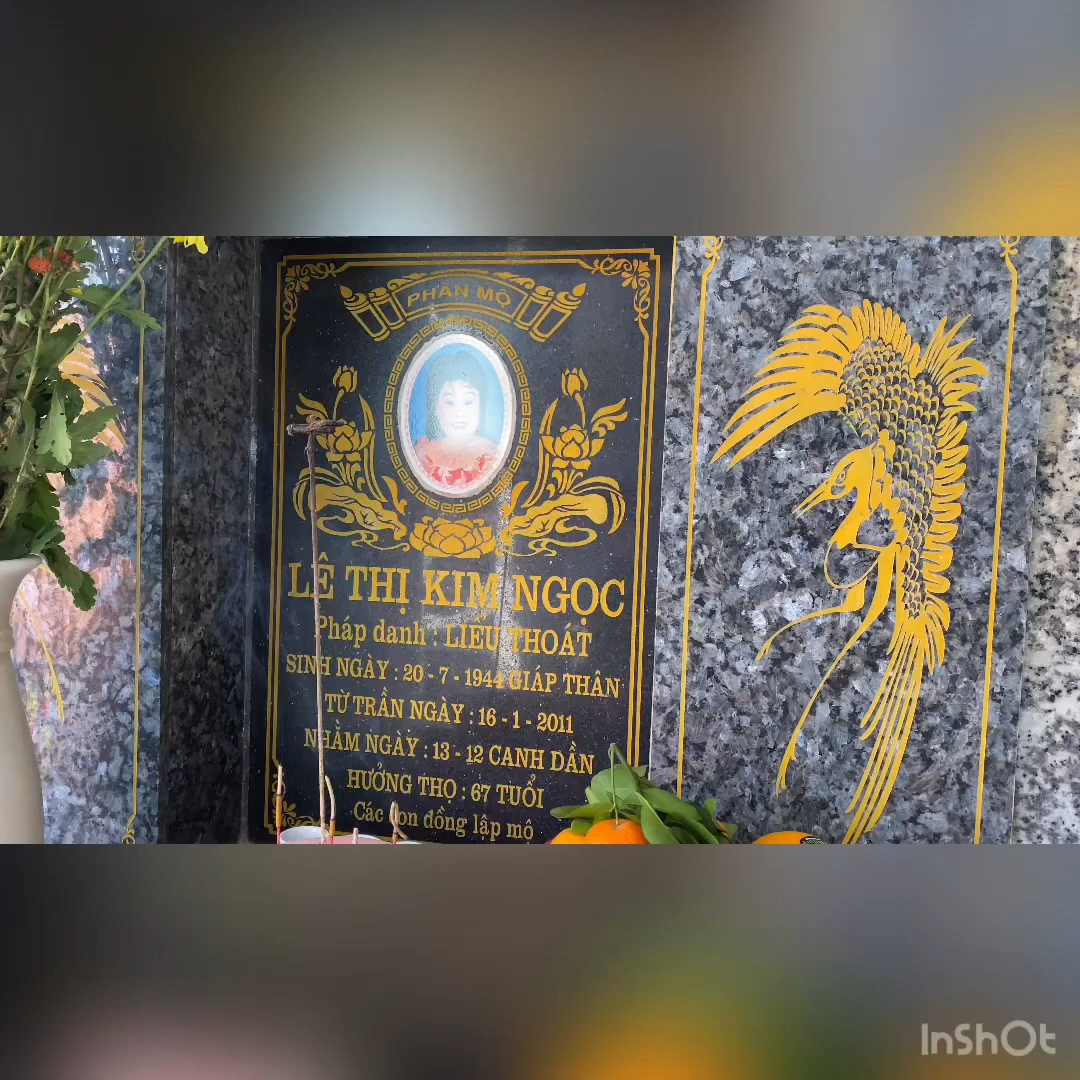 PHẦN MỘ
LÊ THỊ KIM NGỌC
Pháp danh : LIỄU THOÁT
SINH NGÀY : 20 - 7 - 1944 GIÁP THÂN
TỪ TRẦN NGÀY : 16 - 1 - 2011
NHẰM NGÀY : 13 - 12 CANH DẦN
HƯỞNG THỌ : 67 TUỔI
Các con đồng lập mộ
InShOt